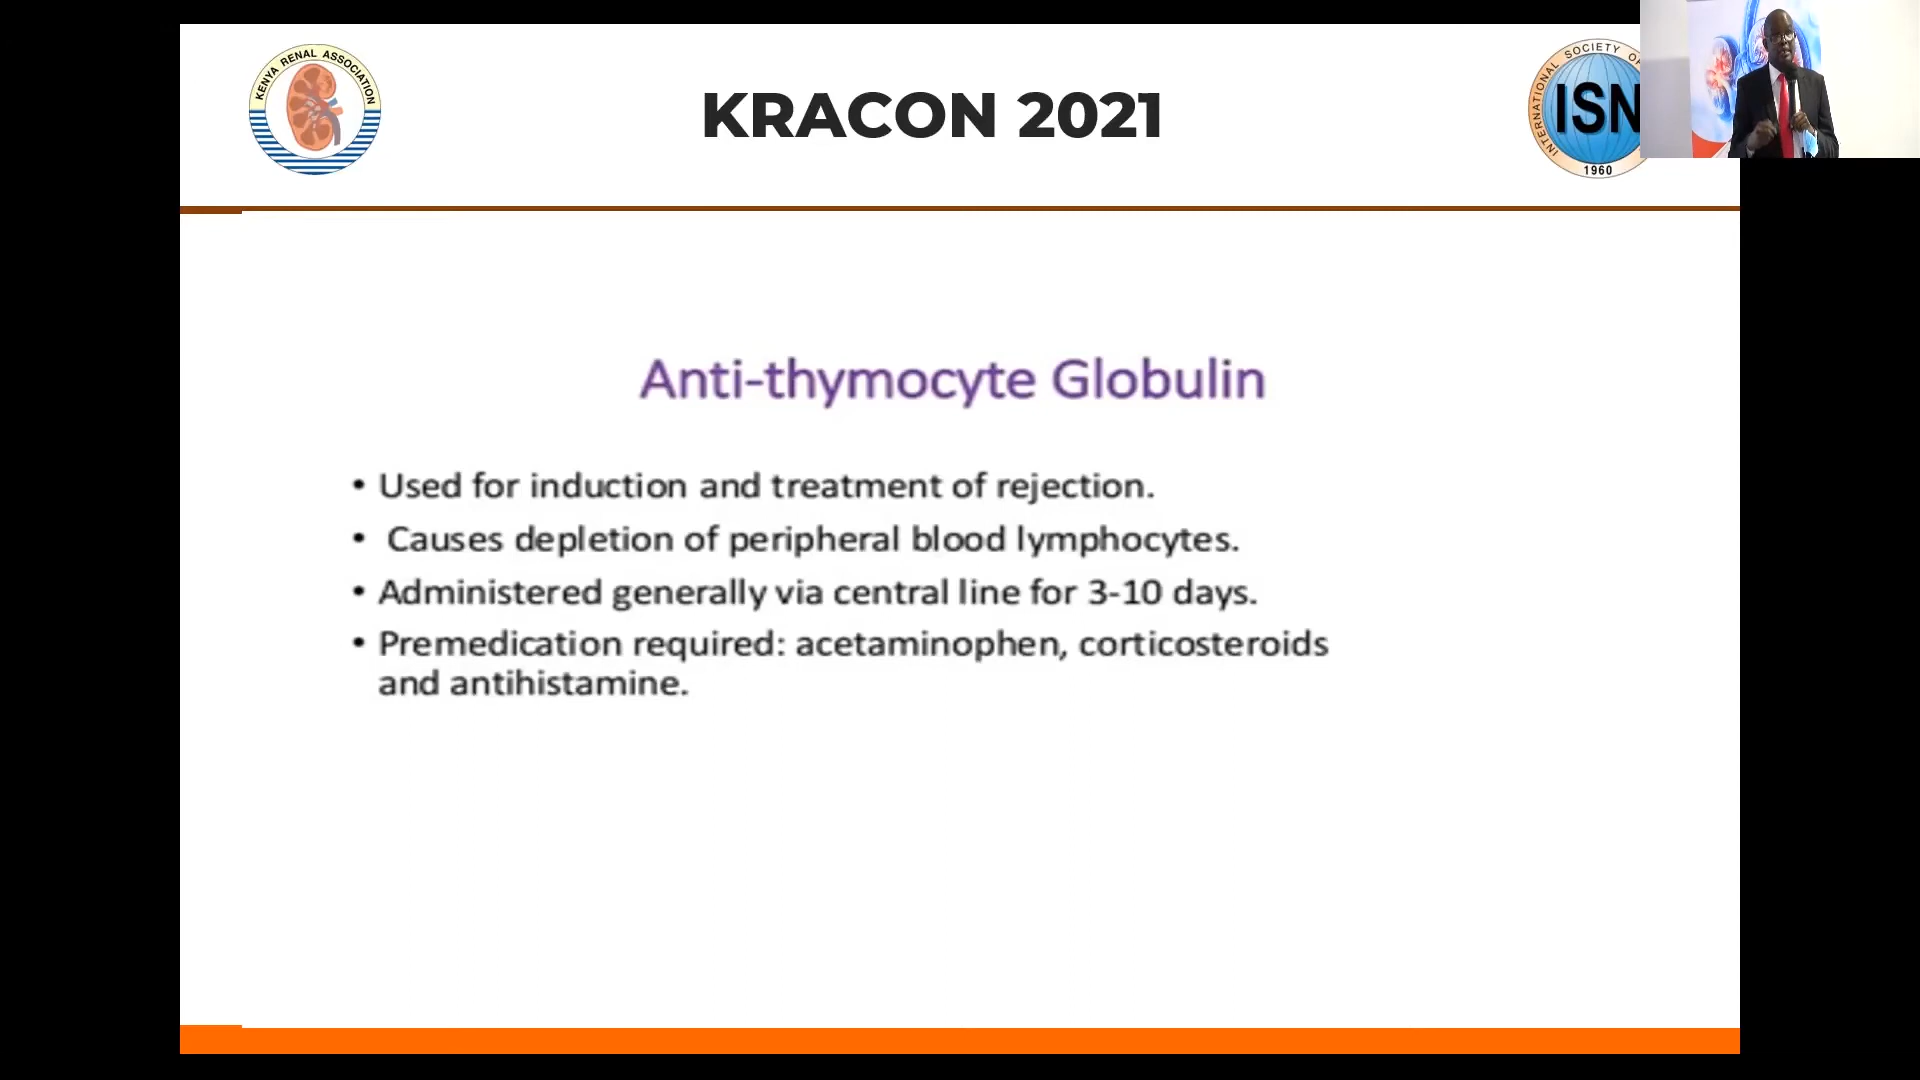 KENYA RENAL ASSOCIATION
KRACON 2021
INTERNATIONAL SOCIETY
ISN
1960
Anti-thymocyte Globulin
• Used for induction and treatment of rejection.
• Causes depletion of peripheral blood lymphocytes.
• Administered generally via central line for 3-10 days.
• Premedication required: acetaminophen, corticosteroids
and antihistamine.